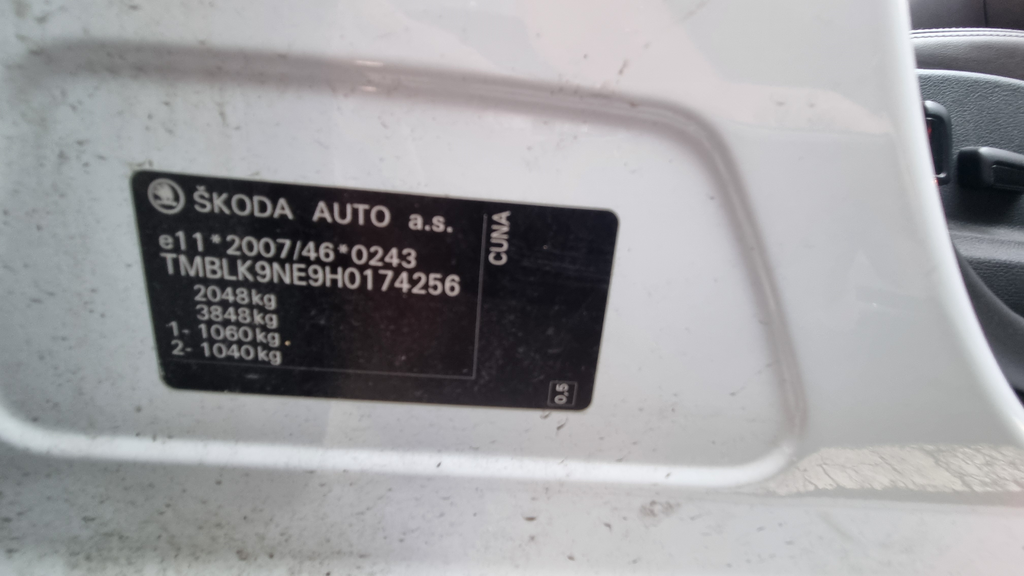 ŠKODA AUTO a.s.
e11*2007/46*0243
TMBLK9NE9H0174256
2048kg
3848kg
1- 1060kg
2- 1040kg
CUNA
0,5